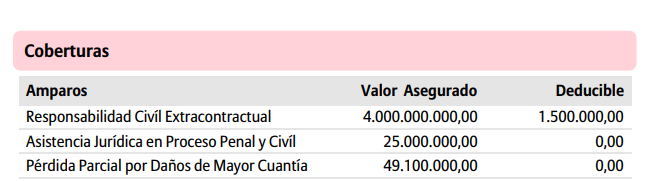 Coberturas
Amparos Valor Asegurado Deducible
Responsabilidad Civíl Extracontractual 4.000.000.000,00 1.500.000,00
Asistencia Jurídica en Proceso Penal y Civíl 25.000.000,00 0,00
Pérdida Parcial por Daños de Mayor Cuantía 49.100.000,00 0,00